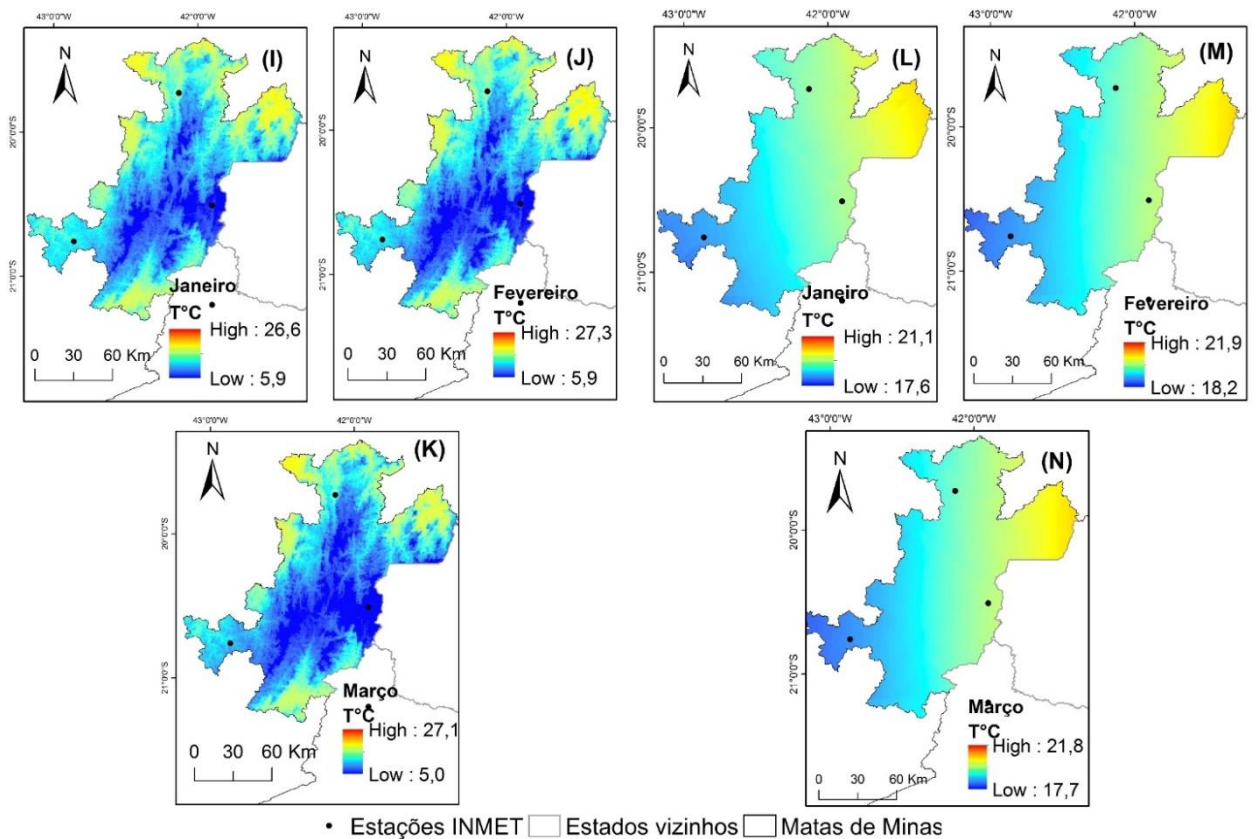 43°0'0"W 42°0'0"W
N
(I)
20°0'0"S
21°0'0"S
Janeiro
T°C
High : 26,6
Low : 5,9
0 30 60 Km
43°0'0"W 42°0'0"W
N
(J)
20°0'0"S
21°0'0"S
Fevereiro
T°C
High : 27,3
Low : 5,9
0 30 60 Km
43°0'0"W 42°0'0"W
N
(L)
20°0'0"S
21°0'0"S
Janeiro
T°C
High : 21,1
Low : 17,6
0 30 60 Km
43°0'0"W 42°0'0"W
N
(M)
20°0'0"S
21°0'0"S
Fevereiro
T°C
High : 21,9
Low : 18,2
0 30 60 Km
43°0'0"W 42°0'0"W
N
(K)
20°0'0"S
21°0'0"S
Março
T°C
High : 27,1
Low : 5,0
0 30 60 Km
43°0'0"W 42°0'0"W
N
(N)
20°0'0"S
21°0'0"S
Março
T°C
High : 21,8
Low : 17,7
0 30 60 Km
Estações INMET Estados vizinhos Matas de Minas